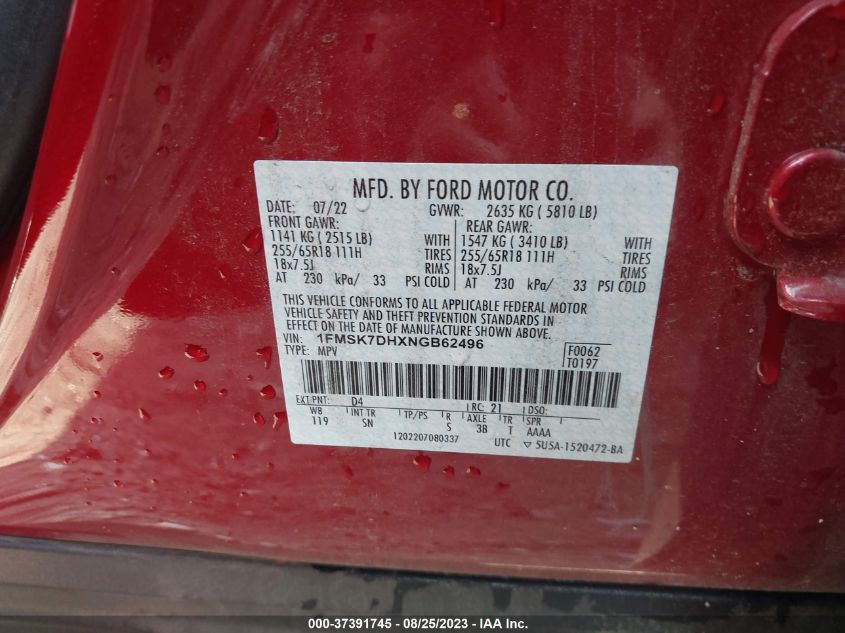 MFD. BY FORD MOTOR CO.
DATE: 07/22 GVWR: 2635 KG ( 5810 LB)
FRONT GAWR: REAR GAWR:
1141 KG ( 2515 LB) WITH 1547 KG ( 3410 LB) WITH
255/65R18 111H TIRES 255/65R18 111H TIRES
18x7.5J RIMS 18x7.5J RIMS
AT 230 kPa/ 33 PSI COLD AT 230 kPa/ 33 PSI COLD
THIS VEHICLE CONFORMS TO ALL APPLICABLE FEDERAL MOTOR
VEHICLE SAFETY AND THEFT PREVENTION STANDARDS IN
EFFECT ON THE DATE OF MANUFACTURE SHOWN ABOVE.
VIN: 1FMSK7DHXNGB62496
TYPE: MPV
F0062
T0197
EXT PNT: D4 RC: 21 DSO:
WB INT TR TP/PS R AXLE TR SPR
119 SN S 3B T AAAA
1202207080337 UTC ▽ 5U5A-1520472-BA
000-37391745 — 08/25/2023 — IAA Inc.